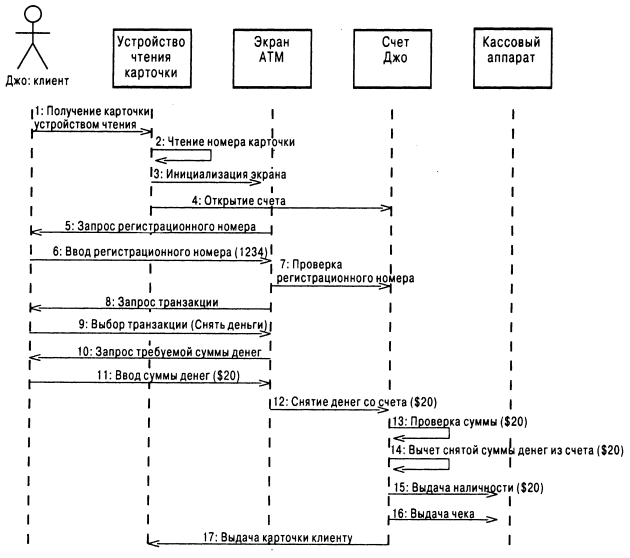 Устройство
чтения
карточки
Экран
ATM
Счет
Джо
Кассовый
аппарат
Джо: клиент
1: Получение карточки
устройством чтения
2: Чтение номера карточки
3: Инициализация экрана
4: Открытие счета
5: Запрос регистрационного номера
6: Ввод регистрационного номера (1234)
7: Проверка
регистрационного номера
8: Запрос транзакции
9: Выбор транзакции (Снять деньги)
10: Запрос требуемой суммы денег
11: Ввод суммы денег ($20)
12: Снятие денег со счета ($20)
13: Проверка суммы ($20)
14: Вычет снятой суммы денег из счета ($20)
15: Выдача наличности ($20)
16: Выдача чека
17: Выдача карточки клиенту